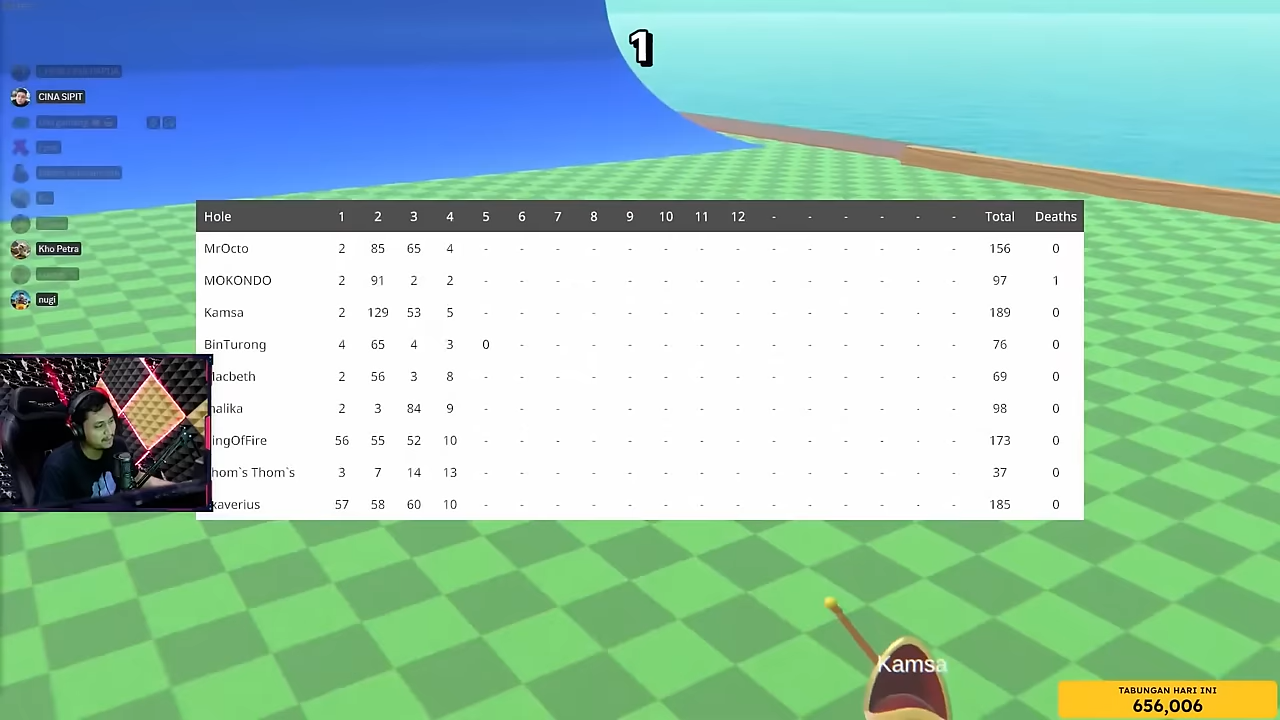 1
CINA SIPIT
Kho Petra
nugi
Hole 1 2 3 4 5 6 7 8 9 10 11 12 - - - - - - Total Deaths
MrOcto 2 85 65 4 - - - - - - - - - - - - - - 156 0
MOKONDO 2 91 2 2 - - - - - - - - - - - - - - 97 1
Kamsa 2 129 53 5 - - - - - - - - - - - - - - 189 0
BinTurong 4 65 4 3 0 - - - - - - - - - - - - - 76 0
Macbeth 2 56 3 8 - - - - - - - - - - - - - - 69 0
alika 2 3 84 9 - - - - - - - - - - - - - - 98 0
ingOfFire 56 55 52 10 - - - - - - - - - - - - - - 173 0
hom`s Thom`s 3 7 14 13 - - - - - - - - - - - - - - 37 0
xaverius 57 58 60 10 - - - - - - - - - - - - - - 185 0
Kamsa
TABUNGAN HARI INI
656,006